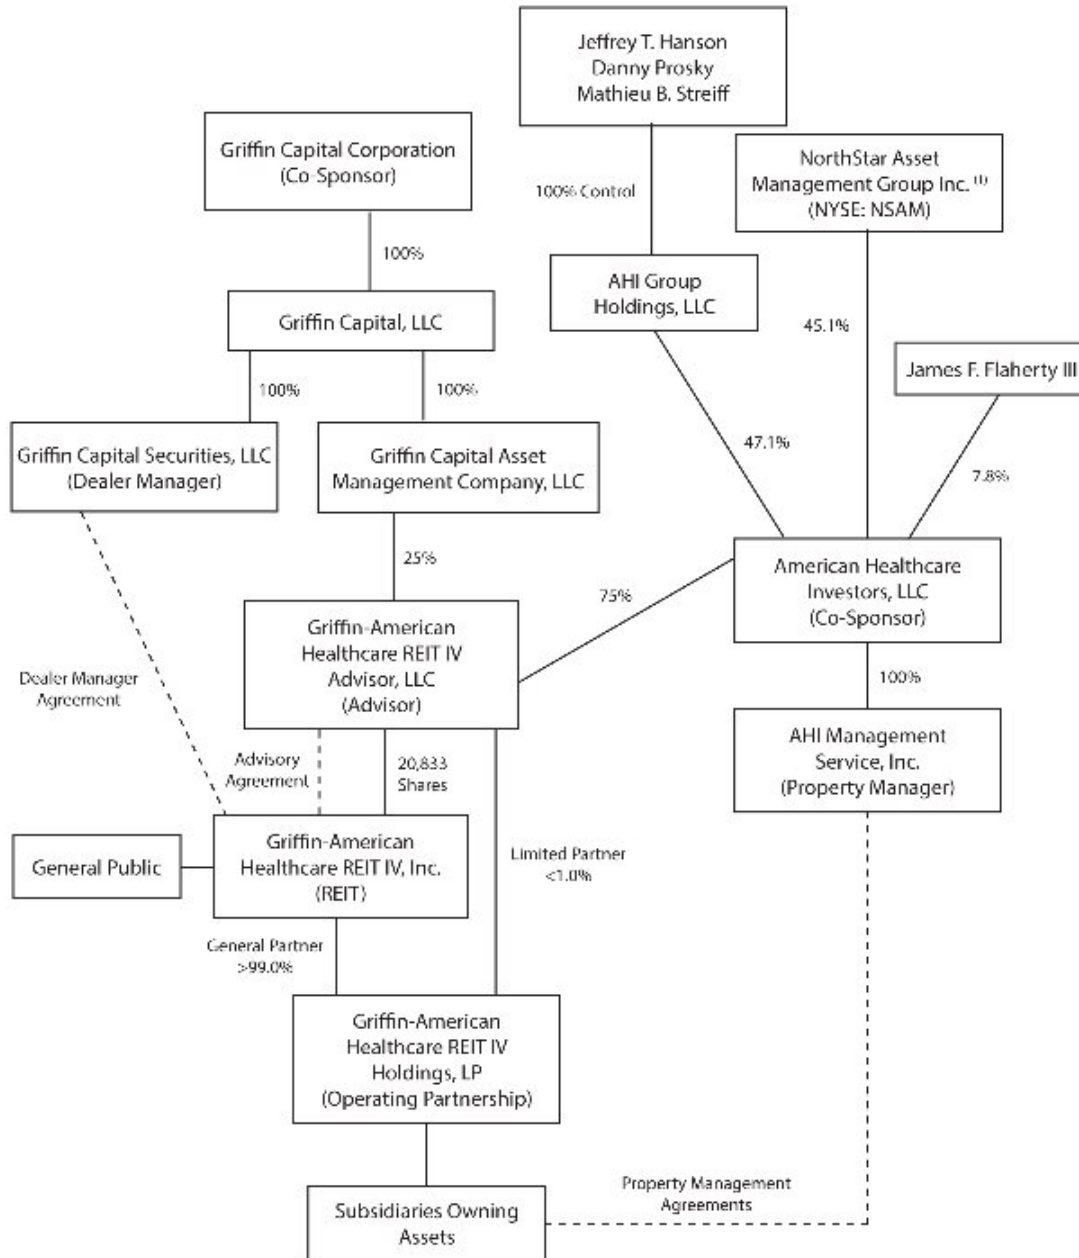 Jeffrey T. Hanson
Danny Prosky
Mathieu B. Streiff
Griffin Capital Corporation
(Co-Sponsor)
NorthStar Asset
Management Group Inc. (1)
(NYSE: NSAM)
100% Control
100%
AHI Group
Holdings, LLC
Griffin Capital, LLC
45.1%
James F. Flaherty III
100%
100%
Griffin Capital Securities, LLC
(Dealer Manager)
Griffin Capital Asset
Management Company, LLC
47.1%
7.8%
25%
American Healthcare
Investors, LLC
(Co-Sponsor)
75%
Griffin-American
Healthcare REIT IV
Advisor, LLC
(Advisor)
Dealer Manager
Agreement
100%
AHI Management
Service, Inc.
(Property Manager)
Advisory
Agreement
20,833
Shares
General Public
Griffin-American
Healthcare REIT IV, Inc.
(REIT)
Limited Partner
<1.0%
General Partner
>99.0%
Griffin-American
Healthcare REIT IV
Holdings, LP
(Operating Partnership)
Property Management
Agreements
Subsidiaries Owning
Assets